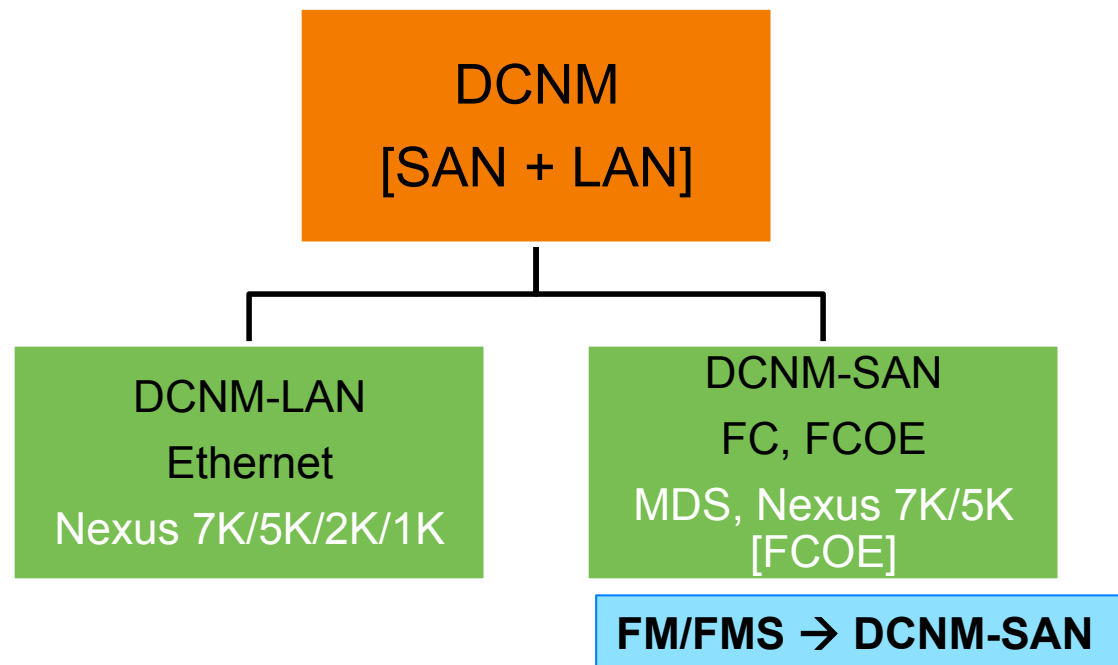 DCNM
[SAN + LAN]
DCNM-LAN
Ethernet
Nexus 7K/5K/2K/1K
DCNM-SAN
FC, FCOE
MDS, Nexus 7K/5K
[FCOE]
FM/FMS → DCNM-SAN